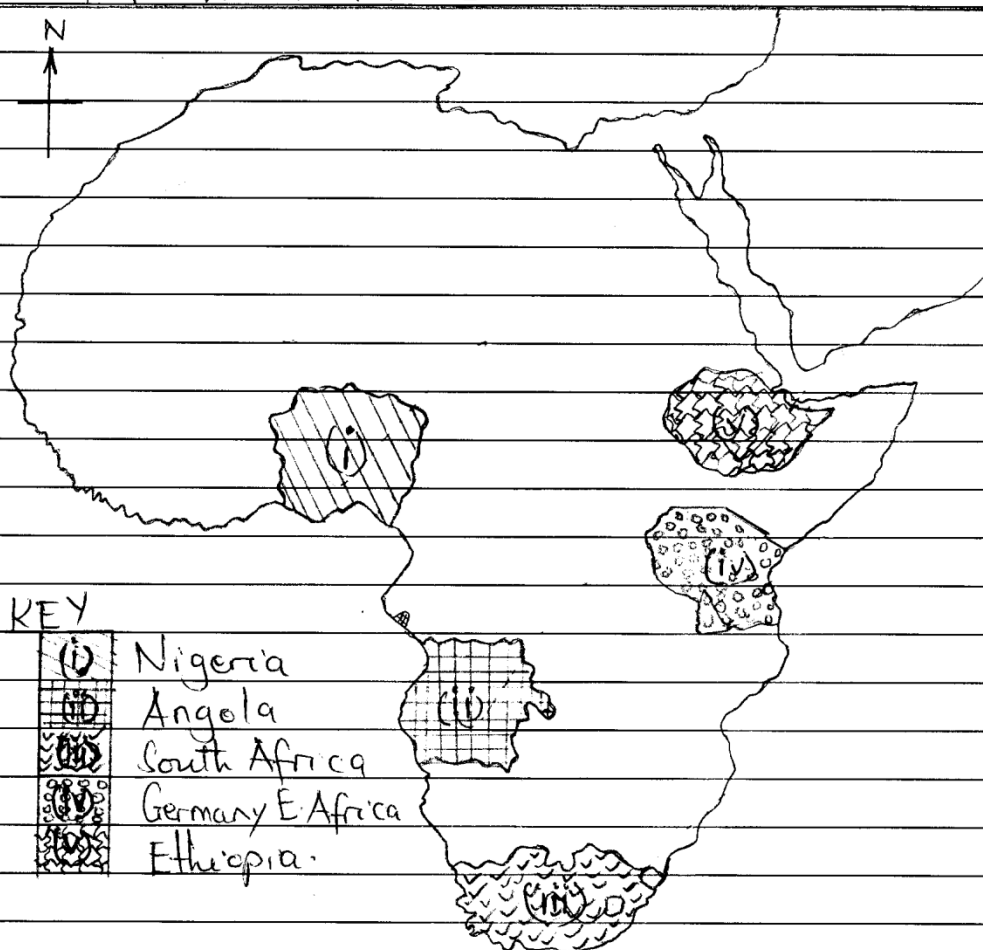 N
(i)
(v)
(iv)
(ii)
(iii)
KEY
(i) Nigeria
(ii) Angola
(iii) South Africa
(iv) Germany E.Africa
(v) Ethiopia.